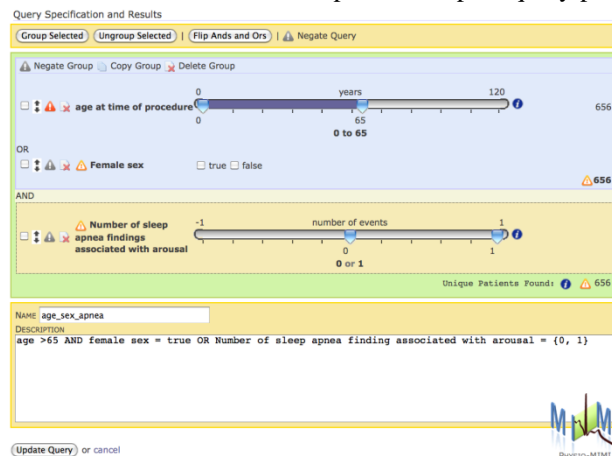 Query Specification and Results
Group Selected Ungroup Selected | Flip Ands and Ors | Negate Query
Negate Group Copy Group Delete Group
0 years 120
age at time of procedure 656
0 65
0 to 65
OR
Female sex true false
656
AND
-1 number of events 1
Number of sleep
apnea findings
associated with arousal
0 1
0 or 1
Unique Patients Found: 656
NAME age_sex_apnea
DESCRIPTION
age >65 AND female sex = true OR Number of sleep apnea finding associated with arousal = {0, 1}
Update Query or cancel